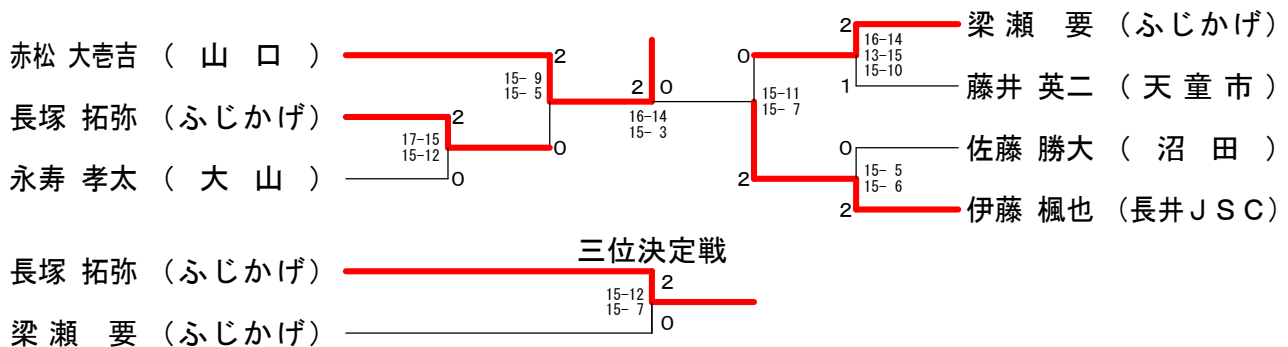 赤松 大壱吉 ( 山 口 )
長塚 拓弥 (ふじかげ)
永寿 孝太 ( 大 山 )
17-15
15-12
2
0
15- 9
15- 5
2
0
2 0
16-14
15- 3
0
15-11
15- 7
2
2
16-14
13-15
15-10
1
0
15- 5
15- 6
2
梁瀬 要 (ふじかげ)
藤井 英二 ( 天 童 市 )
佐藤 勝大 ( 沼 田 )
伊藤 楓也 (長井JSC)
三位決定戦
長塚 拓弥 (ふじかげ)
梁瀬 要 (ふじかげ)
15-12
15- 7
2
0